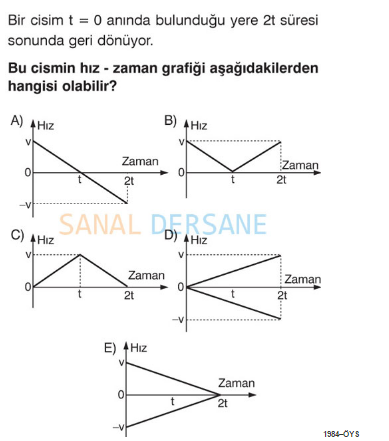 Bir cisim t = 0 anında bulunduğu yere 2t süresi
sonunda geri dönüyor.
Bu cismin hız - zaman grafiği aşağıdakilerden
hangisi olabilir?
A) Hız
v
0
t
2t
Zaman
–v
B) Hız
v
0
t
2t
Zaman
SANAL DERSANE
C) Hız
v
0
t
2t
Zaman
D) Hız
v
0
t
2t
Zaman
–v
E) Hız
v
0
t
2t
Zaman
–v
1984–ÖYS